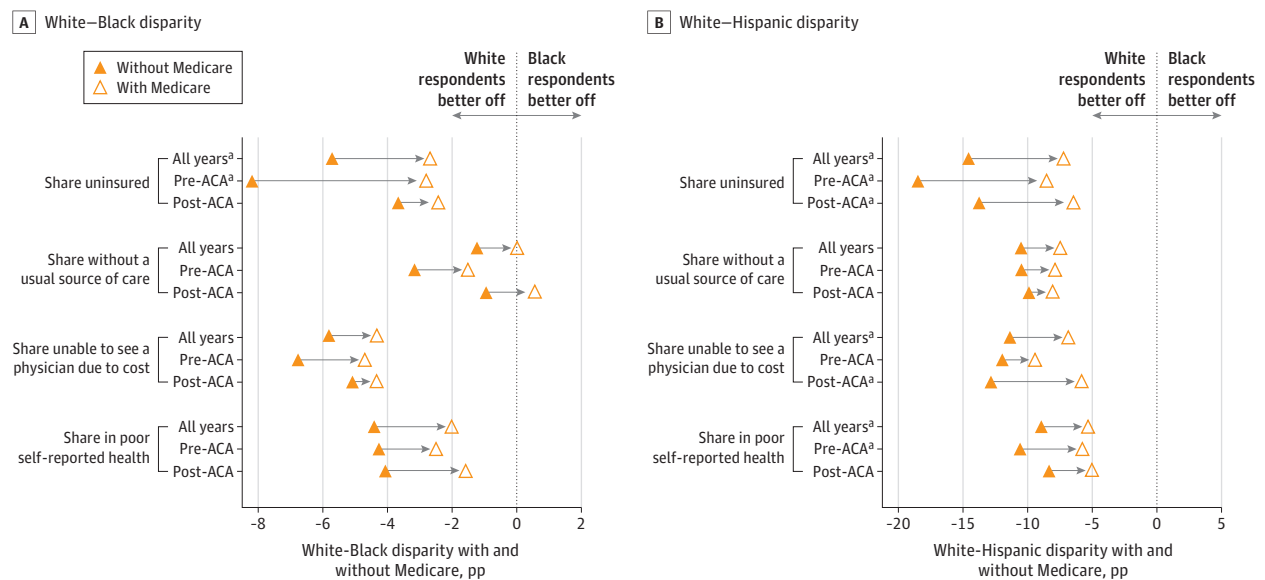 A White–Black disparity
Without Medicare
With Medicare
White
respondents
better off
Black
respondents
better off
Share uninsured
All yearsᵃ
Pre-ACAᵃ
Post-ACA
Share without a
usual source of care
All years
Pre-ACA
Post-ACA
Share unable to see a
physician due to cost
All years
Pre-ACA
Post-ACA
Share in poor
self-reported health
All years
Pre-ACA
Post-ACA
-8 -6 -4 -2 0 2
White-Black disparity with and
without Medicare, pp
B White–Hispanic disparity
White
respondents
better off
Black
respondents
better off
Share uninsured
All yearsᵃ
Pre-ACAᵃ
Post-ACAᵃ
Share without a
usual source of care
All years
Pre-ACA
Post-ACA
Share unable to see a
physician due to cost
All yearsᵃ
Pre-ACA
Post-ACAᵃ
Share in poor
self-reported health
All yearsᵃ
Pre-ACAᵃ
Post-ACA
-20 -15 -10 -5 0 5
White-Hispanic disparity with and
without Medicare, pp